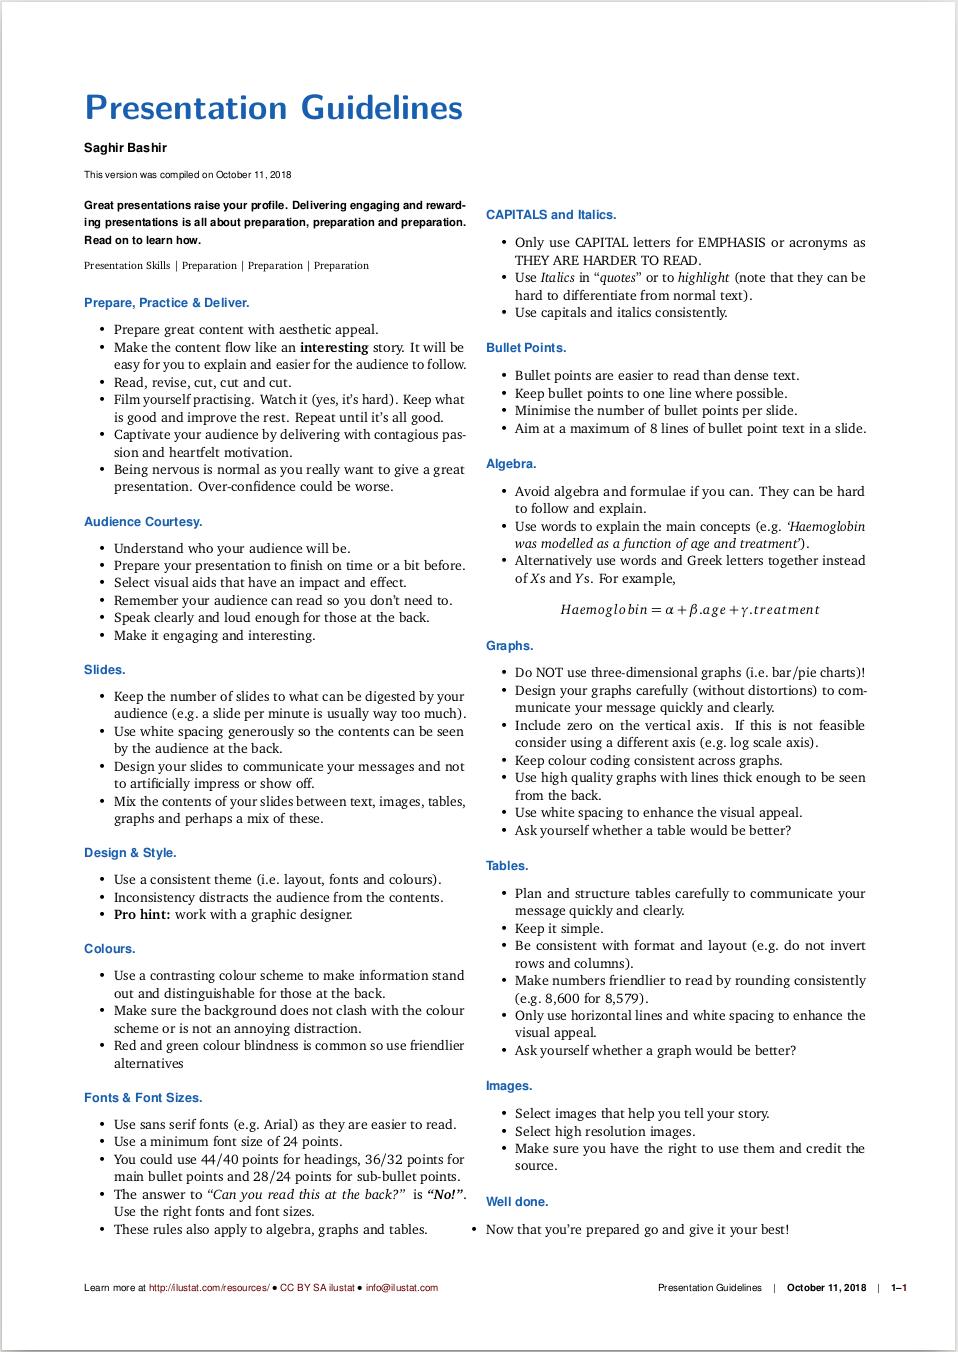 Presentation Guidelines
Saghir Bashir
This version was compiled on October 11, 2018
Great presentations raise your profile. Delivering engaging and reward-
ing presentations is all about preparation, preparation and preparation.
Read on to learn how.
Presentation Skills | Preparation | Preparation | Preparation
Prepare, Practice & Deliver.
• Prepare great content with aesthetic appeal.
• Make the content flow like an interesting story. It will be
easy for you to explain and easier for the audience to follow.
• Read, revise, cut, cut and cut.
• Film yourself practising. Watch it (yes, it's hard). Keep what
is good and improve the rest. Repeat until it's all good.
• Captivate your audience by delivering with contagious pas-
sion and heartfelt motivation.
• Being nervous is normal as you really want to give a great
presentation. Over-confidence could be worse.
Audience Courtesy.
• Understand who your audience will be.
• Prepare your presentation to finish on time or a bit before.
• Select visual aids that have an impact and effect.
• Remember your audience can read so you don't need to.
• Speak clearly and loud enough for those at the back.
• Make it engaging and interesting.
Slides.
• Keep the number of slides to what can be digested by your
audience (e.g. a slide per minute is usually way too much).
• Use white spacing generously so the contents can be seen
by the audience at the back.
• Design your slides to communicate your messages and not
to artificially impress or show off.
• Mix the contents of your slides between text, images, tables,
graphs and perhaps a mix of these.
Design & Style.
• Use a consistent theme (i.e. layout, fonts and colours).
• Inconsistency distracts the audience from the contents.
• Pro hint: work with a graphic designer.
Colours.
• Use a contrasting colour scheme to make information stand
out and distinguishable for those at the back.
• Make sure the background does not clash with the colour
scheme or is not an annoying distraction.
• Red and green colour blindness is common so use friendlier
alternatives
Fonts & Font Sizes.
• Use sans serif fonts (e.g. Arial) as they are easier to read.
• Use a minimum font size of 24 points.
• You could use 44/40 points for headings, 36/32 points for
main bullet points and 28/24 points for sub-bullet points.
• The answer to “Can you read this at the back?” is “No!”.
Use the right fonts and font sizes.
• These rules also apply to algebra, graphs and tables.
CAPITALS and Italics.
• Only use CAPITAL letters for EMPHASIS or acronyms as
THEY ARE HARDER TO READ.
• Use Italics in “quotes” or to highlight (note that they can be
hard to differentiate from normal text).
• Use capitals and italics consistently.
Bullet Points.
• Bullet points are easier to read than dense text.
• Keep bullet points to one line where possible.
• Minimise the number of bullet points per slide.
• Aim at a maximum of 8 lines of bullet point text in a slide.
Algebra.
• Avoid algebra and formulae if you can. They can be hard
to follow and explain.
• Use words to explain the main concepts (e.g. ‘Haemoglobin
was modelled as a function of age and treatment’).
• Alternatively use words and Greek letters together instead
of Xs and Ys. For example,
Haemoglobin = α + β.age + γ.treatment
Graphs.
• Do NOT use three-dimensional graphs (i.e. bar/pie charts)!
• Design your graphs carefully (without distortions) to com-
municate your message quickly and clearly.
• Include zero on the vertical axis. If this is not feasible
consider using a different axis (e.g. log scale axis).
• Keep colour coding consistent across graphs.
• Use high quality graphs with lines thick enough to be seen
from the back.
• Use white spacing to enhance the visual appeal.
• Ask yourself whether a table would be better?
Tables.
• Plan and structure tables carefully to communicate your
message quickly and clearly.
• Keep it simple.
• Be consistent with format and layout (e.g. do not invert
rows and columns).
• Make numbers friendlier to read by rounding consistently
(e.g. 8,600 for 8,579).
• Only use horizontal lines and white spacing to enhance the
visual appeal.
• Ask yourself whether a graph would be better?
Images.
• Select images that help you tell your story.
• Select high resolution images.
• Make sure you have the right to use them and credit the
source.
Well done.
• Now that you're prepared go and give it your best!
Learn more at http://ilustat.com/resources/ • CC BY SA ilustat • info@ilustat.com
Presentation Guidelines | October 11, 2018 | 1–1